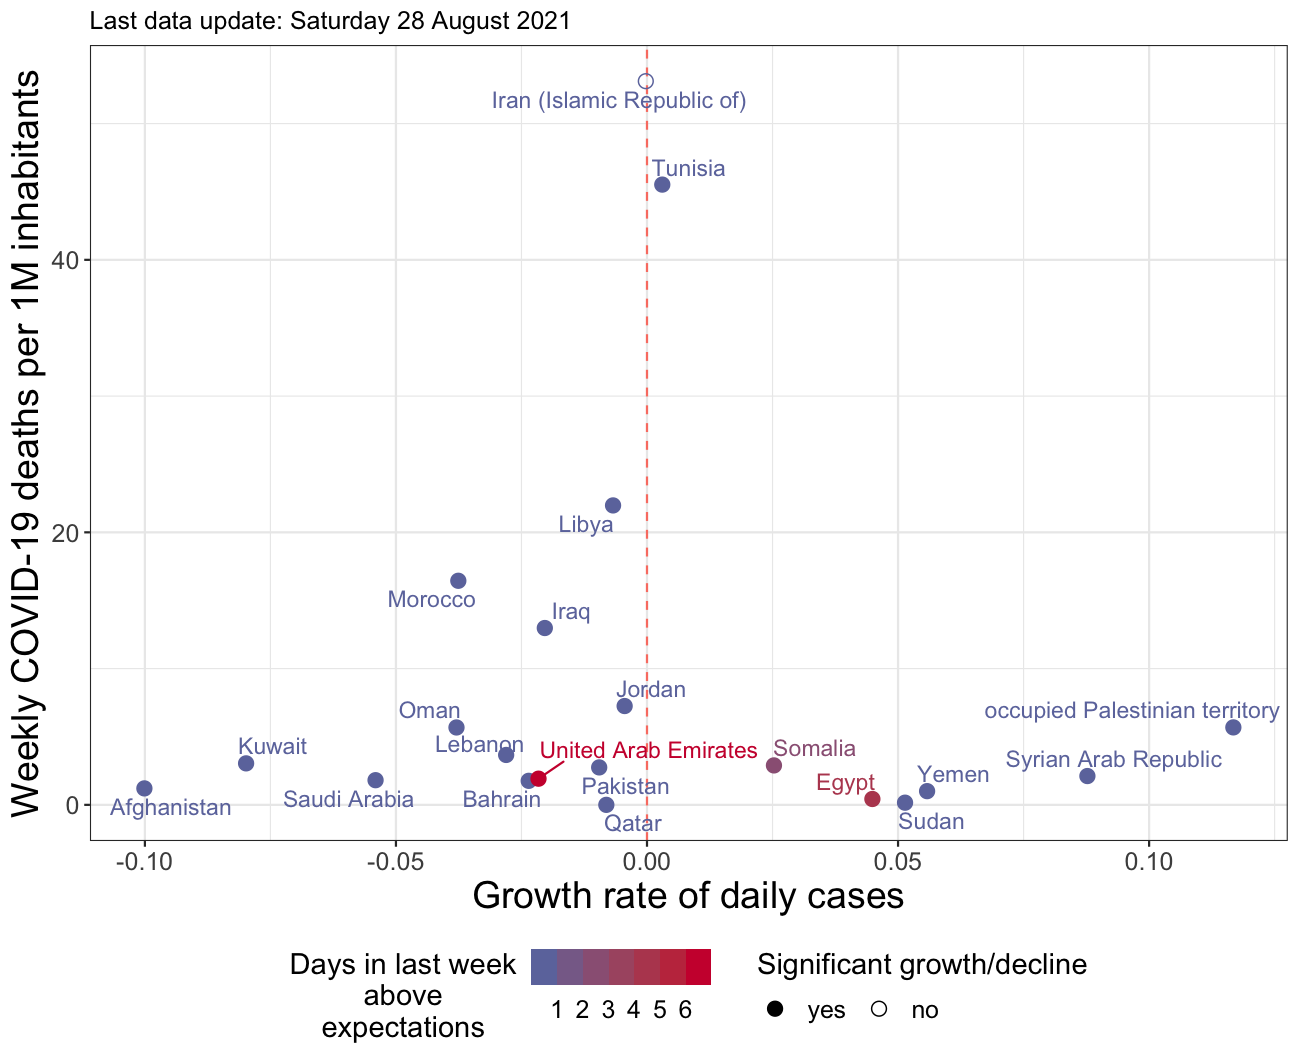 Last data update: Saturday 28 August 2021
Weekly COVID-19 deaths per 1M inhabitants
Iran (Islamic Republic of)
Tunisia
40
Libya
20
Morocco
Iraq
Jordan
Oman
occupied Palestinian territory
Lebanon
Kuwait
United Arab Emirates
Somalia
Syrian Arab Republic
Yemen
Egypt
Pakistan
Saudi Arabia
Bahrain
0
Afghanistan
Qatar
Sudan
-0.10 -0.05 0.00 0.05 0.10
Growth rate of daily cases
Days in last week
above
expectations
1 2 3 4 5 6
Significant growth/decline
yes no